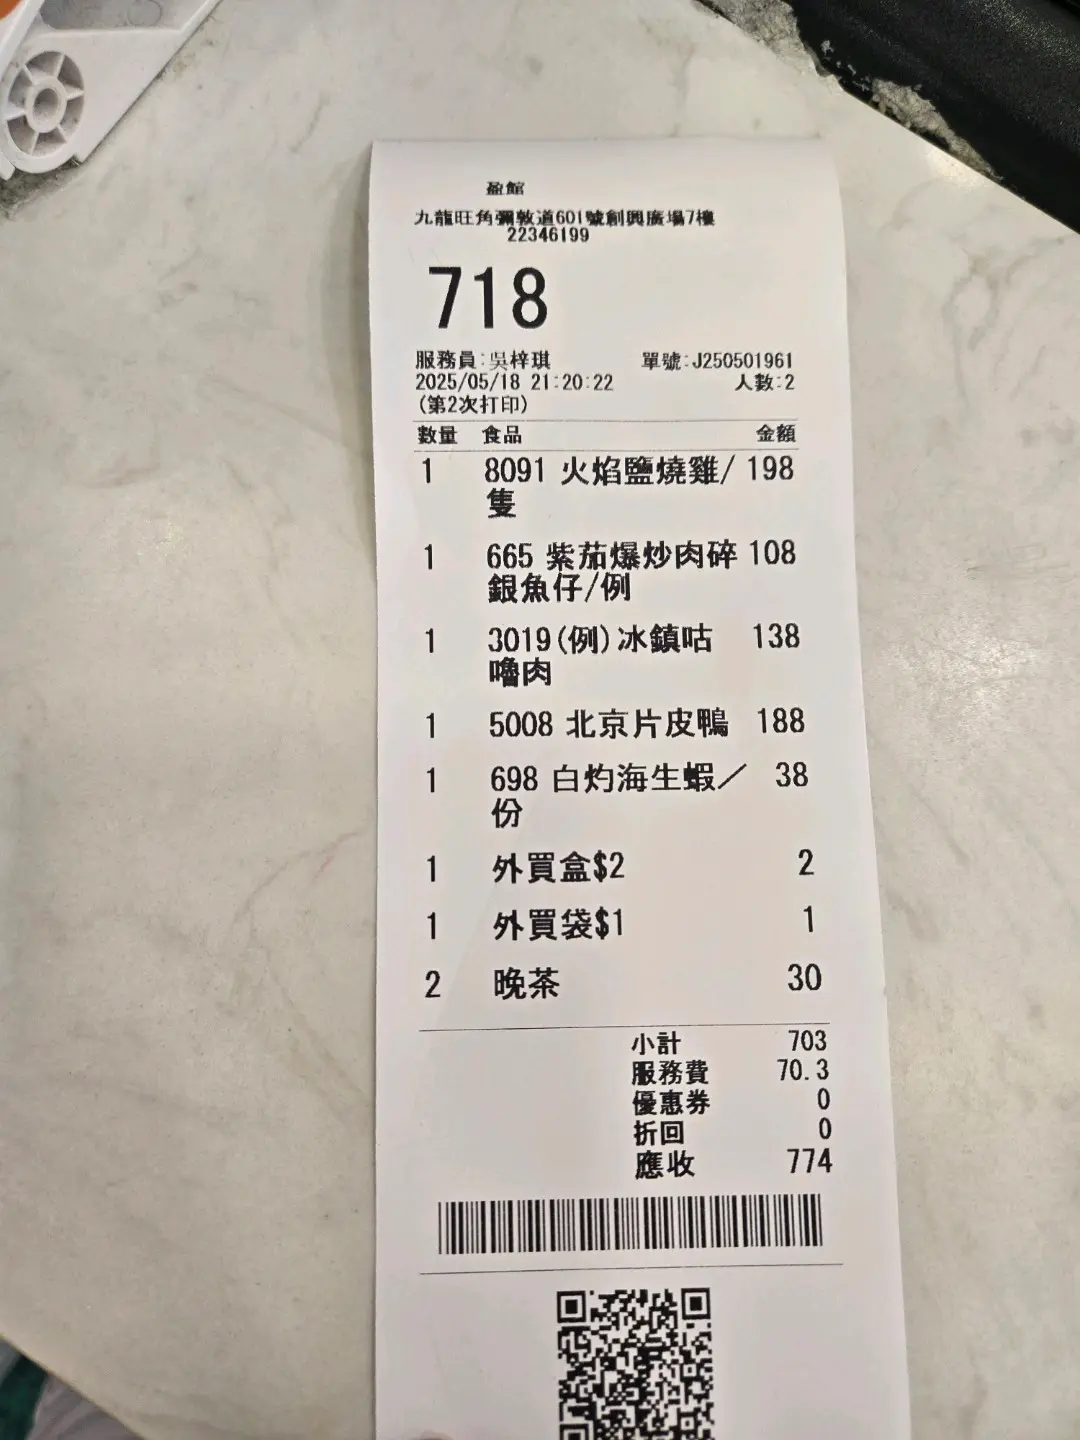 盈館
九龍旺角彌敦道601號創興廣場7樓
22346199
718
服務員:吳梓琪 單號:J250501961
2025/05/18 21:20:22 人數:2
(第2次打印)
數量 食品 金額
1 8091 火焰鹽燒雞/ 198
隻
1 665 紫茄爆炒肉碎 108
銀魚仔/例
1 3019(例)冰鎮咕 138
嚕肉
1 5008 北京片皮鴨 188
1 698 白灼海生蝦/ 38
份
1 外買盒$2 2
1 外買袋$1 1
2 晚茶 30
小計 703
服務費 70.3
優惠券 0
折回 0
應收 774